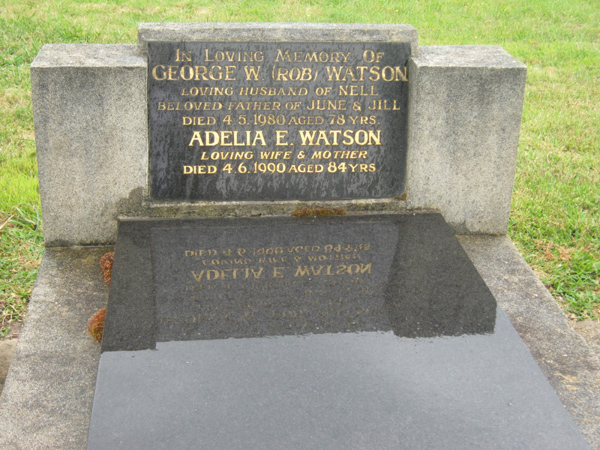 IN LOVING MEMORY OF
GEORGE W. (ROB) WATSON
LOVING HUSBAND OF NELL
BELOVED FATHER OF JUNE & JILL
DIED 4.5.1980 AGED 78 YRS.
ADELIA E. WATSON
LOVING WIFE & MOTHER
DIED 4.6.1990 AGED 84 YRS